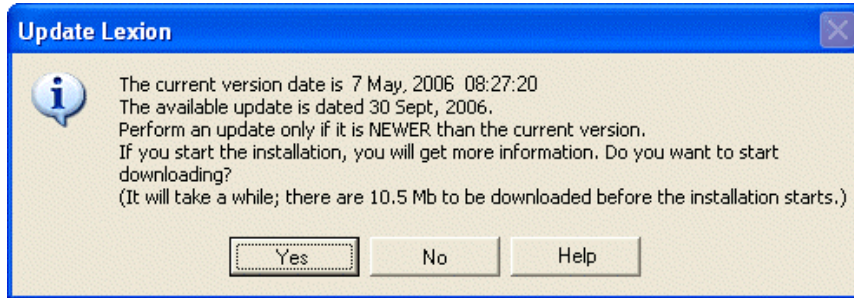 Update Lexion
The current version date is 7 May, 2006 08:27:20
The available update is dated 30 Sept, 2006.
Perform an update only if it is NEWER than the current version.
If you start the installation, you will get more information. Do you want to start
downloading?
(It will take a while; there are 10.5 Mb to be downloaded before the installation starts.)
Yes No Help